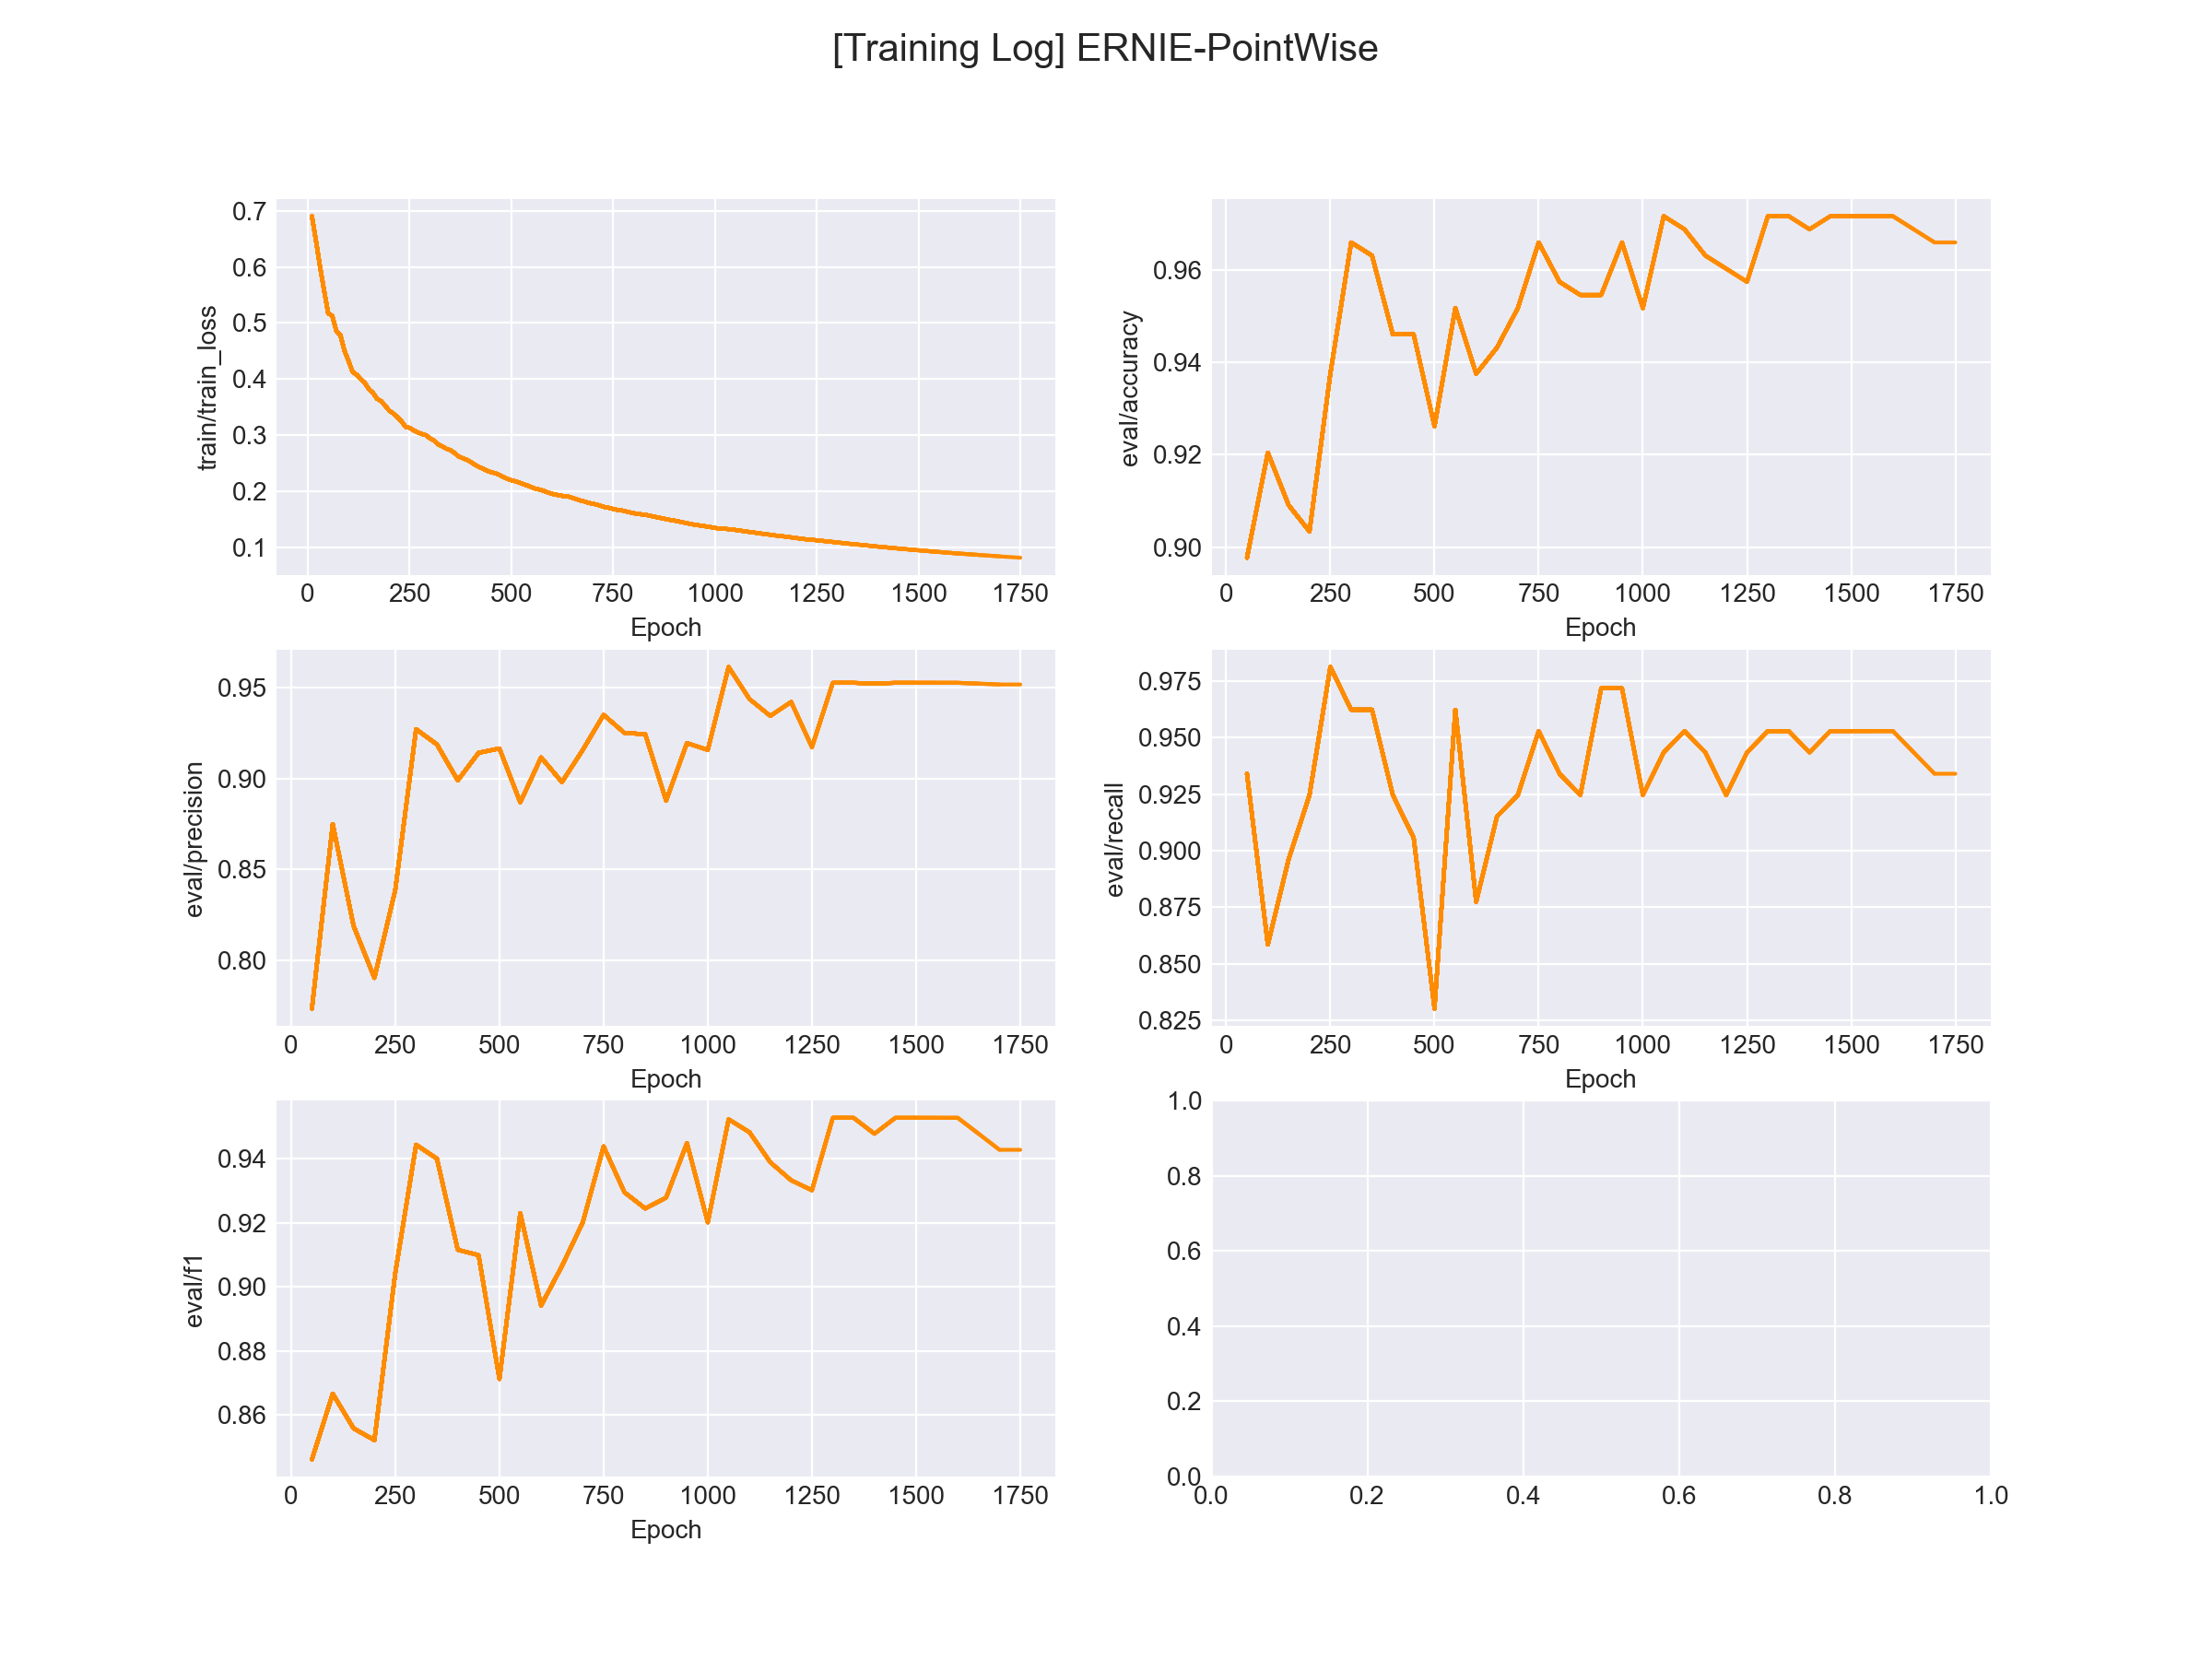 [Training Log] ERNIE-PointWise
train/train_loss
0.7
0.6
0.5
0.4
0.3
0.2
0.1
0 250 500 750 1000 1250 1500 1750
Epoch
eval/accuracy
0.96
0.94
0.92
0.90
0 250 500 750 1000 1250 1500 1750
Epoch
eval/precision
0.95
0.90
0.85
0.80
0 250 500 750 1000 1250 1500 1750
Epoch
eval/recall
0.975
0.950
0.925
0.900
0.875
0.850
0.825
0 250 500 750 1000 1250 1500 1750
Epoch
eval/f1
0.94
0.92
0.90
0.88
0.86
0 250 500 750 1000 1250 1500 1750
Epoch
1.0
0.8
0.6
0.4
0.2
0.0
0.0 0.2 0.4 0.6 0.8 1.0